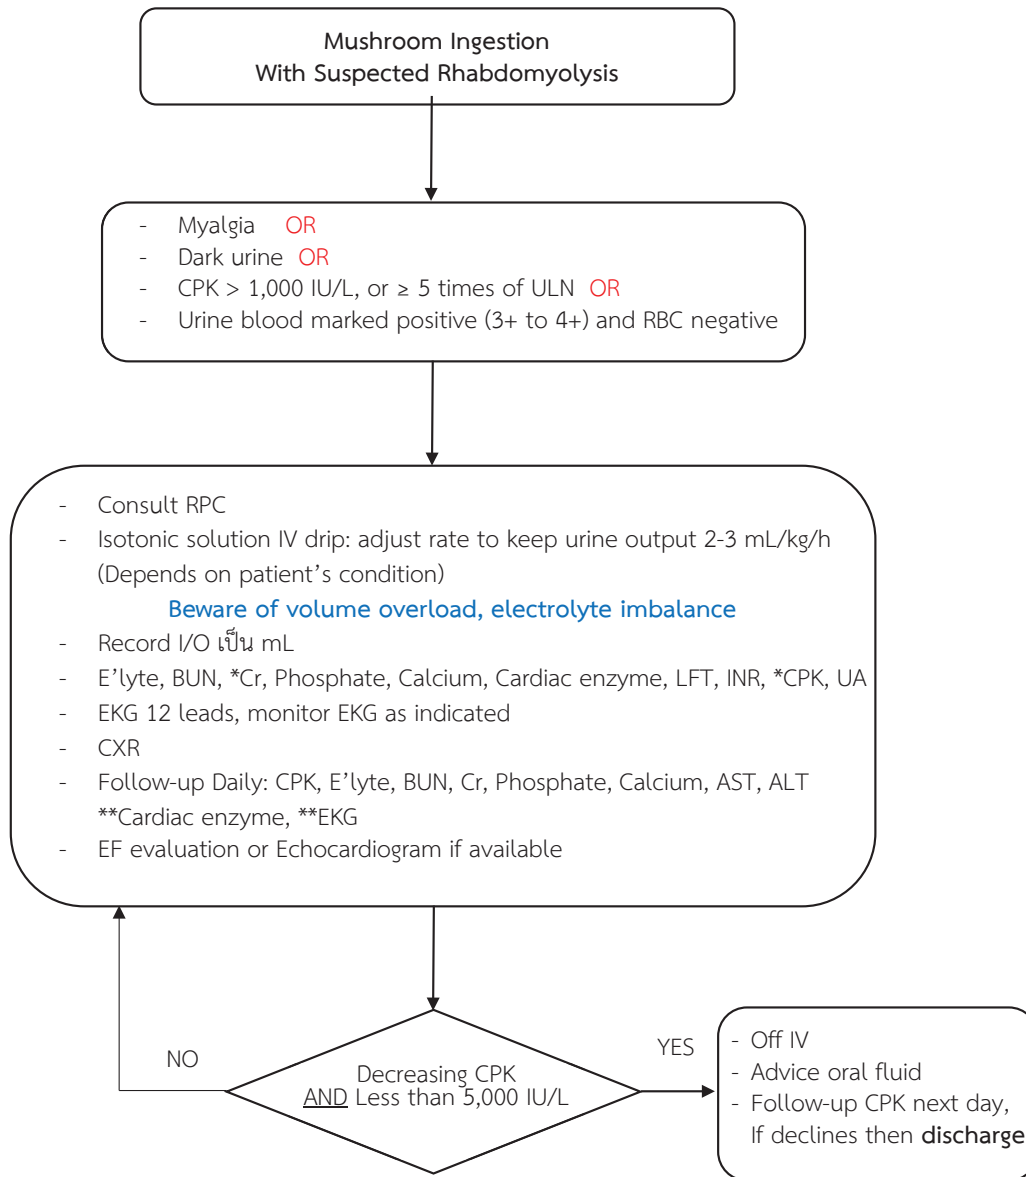 Mushroom Ingestion
With Suspected Rhabdomyolysis
- Myalgia OR
- Dark urine OR
- CPK > 1,000 IU/L, or ≥ 5 times of ULN OR
- Urine blood marked positive (3+ to 4+) and RBC negative
- Consult RPC
- Isotonic solution IV drip: adjust rate to keep urine output 2-3 mL/kg/h
(Depends on patient's condition)
Beware of volume overload, electrolyte imbalance
- Record I/O เป็น mL
- E'lyte, BUN, *Cr, Phosphate, Calcium, Cardiac enzyme, LFT, INR, *CPK, UA
- EKG 12 leads, monitor EKG as indicated
- CXR
- Follow-up Daily: CPK, E'lyte, BUN, Cr, Phosphate, Calcium, AST, ALT
**Cardiac enzyme, **EKG
- EF evaluation or Echocardiogram if available
NO
Decreasing CPK
AND Less than 5,000 IU/L
YES
- Off IV
- Advice oral fluid
- Follow-up CPK next day,
If declines then discharge